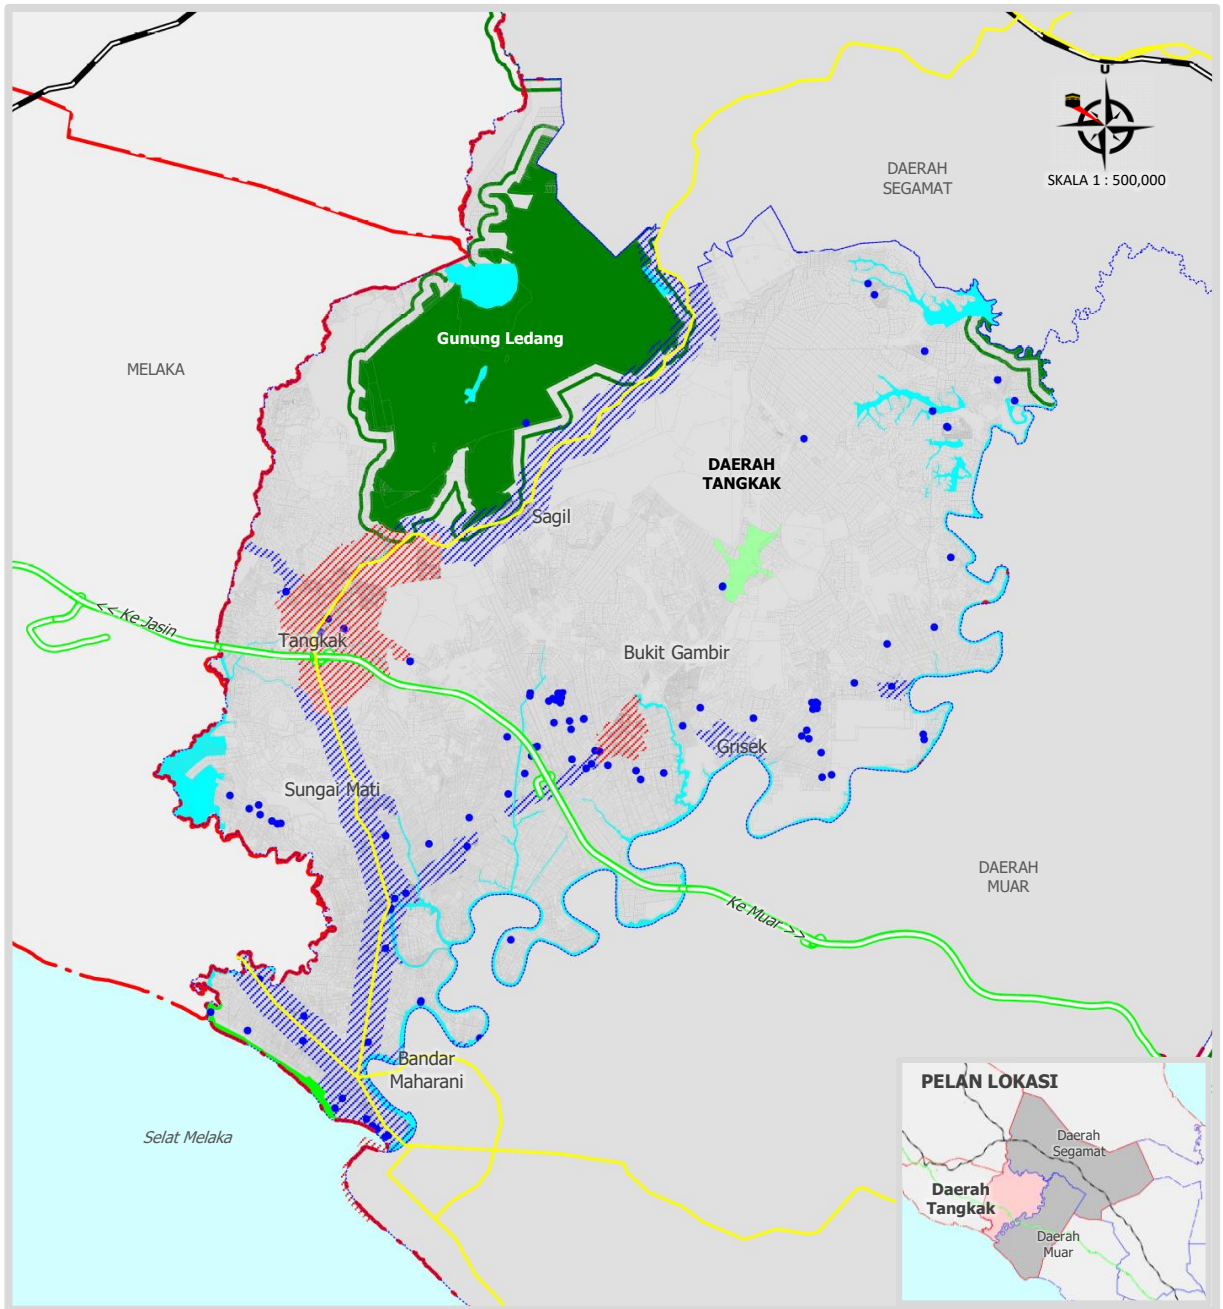 U
SKALA 1 : 500,000
DAERAH
SEGAMAT
Gunung Ledang
MELAKA
DAERAH
TANGKAK
Sagil
<< Ke Jasin
Tangkak
Bukit Gambir
Grisek
Sungai Mati
DAERAH
MUAR
Ke Muar >>
Bandar
Maharani
Selat Melaka
PELAN LOKASI
Daerah
Segamat
Daerah
Tangkak
Daerah
Muar